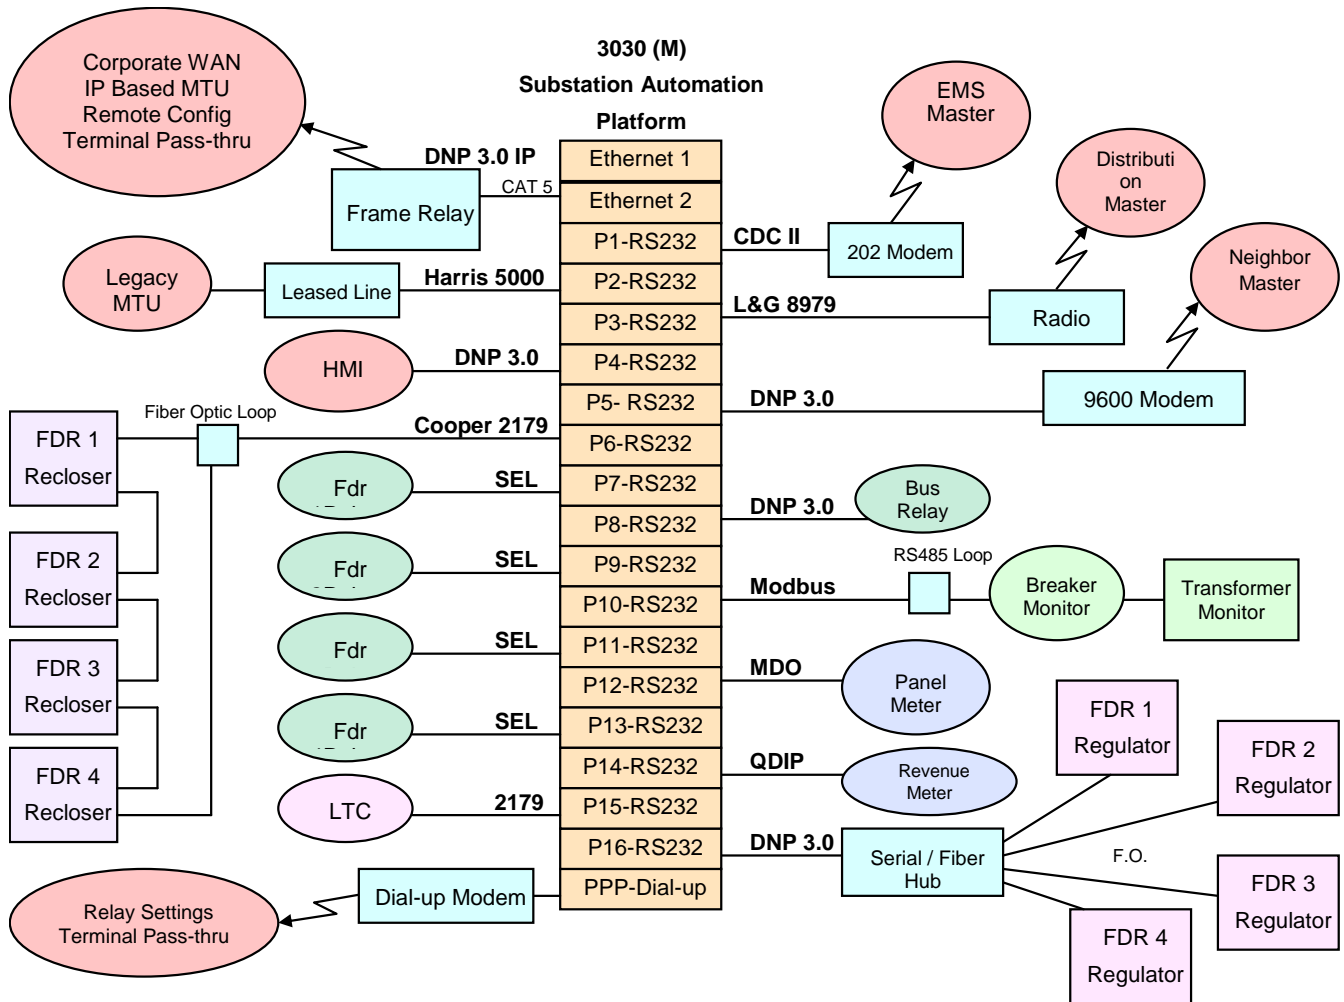 3030 (M)
Substation Automation
Platform
Corporate WAN
IP Based MTU
Remote Config
Terminal Pass-thru
DNP 3.0 IP
CAT 5
Frame Relay
Legacy
MTU
Leased Line
Harris 5000
HMI
DNP 3.0
Fiber Optic Loop
Cooper 2179
FDR 1
Recloser
FDR 2
Recloser
FDR 3
Recloser
FDR 4
Recloser
Fdr
SEL
Fdr
SEL
Fdr
SEL
Fdr
SEL
LTC
2179
Dial-up Modem
Relay Settings
Terminal Pass-thru
Ethernet 1
Ethernet 2
P1-RS232
P2-RS232
P3-RS232
P4-RS232
P5- RS232
P6-RS232
P7-RS232
P8-RS232
P9-RS232
P10-RS232
P11-RS232
P12-RS232
P13-RS232
P14-RS232
P15-RS232
P16-RS232
PPP-Dial-up
EMS
Master
CDC II
202 Modem
Distributi
on
Master
L&G 8979
Radio
Neighbor
Master
DNP 3.0
9600 Modem
DNP 3.0
Bus
Relay
RS485 Loop
Modbus
Breaker
Monitor
Transformer
Monitor
MDO
Panel
Meter
QDIP
Revenue
Meter
DNP 3.0
Serial / Fiber
Hub
F.O.
FDR 1
Regulator
FDR 2
Regulator
FDR 3
Regulator
FDR 4
Regulator